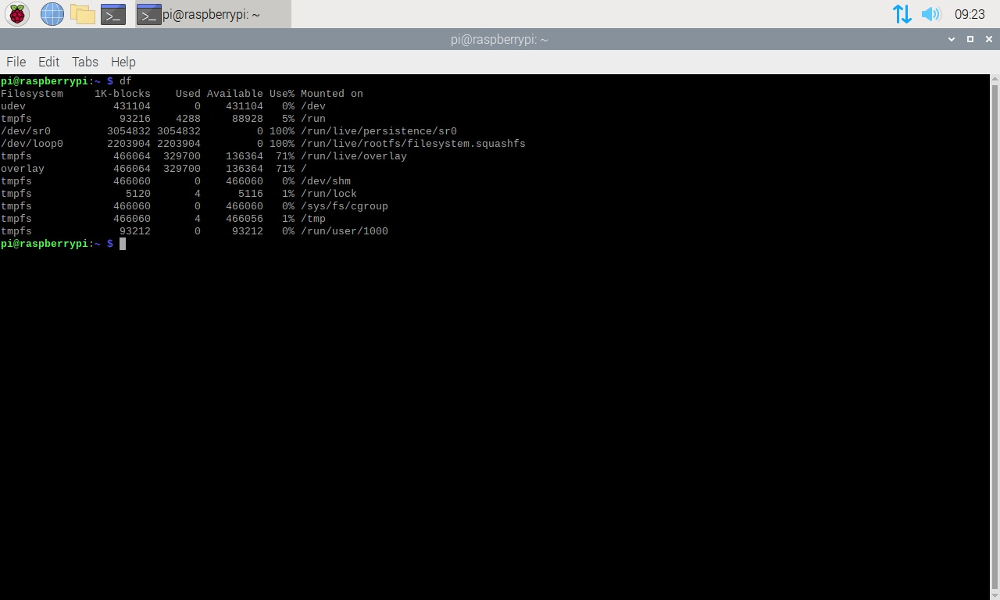 pi@raspberrypi: ~ 09:23
pi@raspberrypi: ~
File Edit Tabs Help
pi@raspberrypi:~ $ df
Filesystem     1K-blocks    Used Available Use% Mounted on
udev              431104       0    431104   0% /dev
tmpfs              93216    4288     88928   5% /run
/dev/sr0         3054832 3054832         0 100% /run/live/persistence/sr0
/dev/loop0       2203904 2203904         0 100% /run/live/rootfs/filesystem.squashfs
tmpfs             466064  329700    136364  71% /run/live/overlay
overlay           466064  329700    136364  71% /
tmpfs             466060       0    466060   0% /dev/shm
tmpfs               5120       4      5116   1% /run/lock
tmpfs             466060       0    466060   0% /sys/fs/cgroup
tmpfs             466060       4    466056   1% /tmp
tmpfs              93212       0     93212   0% /run/user/1000
pi@raspberrypi:~ $